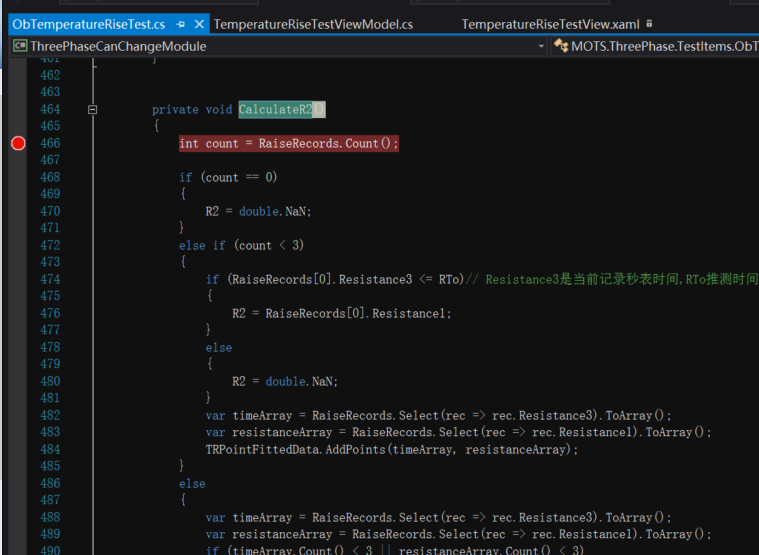 ObTemperatureRiseTest.cs
TemperatureRiseTestViewModel.cs
TemperatureRiseTestView.xaml
ThreePhaseCanChangeModule
MOTS.ThreePhase.TestItems.ObT
461 }
462
463
464 private void CalculateR2()
465 {
466 int count = RaiseRecords.Count();
467
468 if (count == 0)
469 {
470 R2 = double.NaN;
471 }
472 else if (count < 3)
473 {
474 if (RaiseRecords[0].Resistance3 <= RTo)// Resistance3是当前记录秒表时间,RTo推测时间
475 {
476 R2 = RaiseRecords[0].Resistance1;
477 }
478 else
479 {
480 R2 = double.NaN;
481 }
482 var timeArray = RaiseRecords.Select(rec => rec.Resistance3).ToArray();
483 var resistanceArray = RaiseRecords.Select(rec => rec.Resistance1).ToArray();
484 TRPointFittedData.AddPoints(timeArray, resistanceArray);
485 }
486 else
487 {
488 var timeArray = RaiseRecords.Select(rec => rec.Resistance3).ToArray();
489 var resistanceArray = RaiseRecords.Select(rec => rec.Resistance1).ToArray();
490 if (timeArray.Count() < 3 || resistanceArray.Count() < 3)